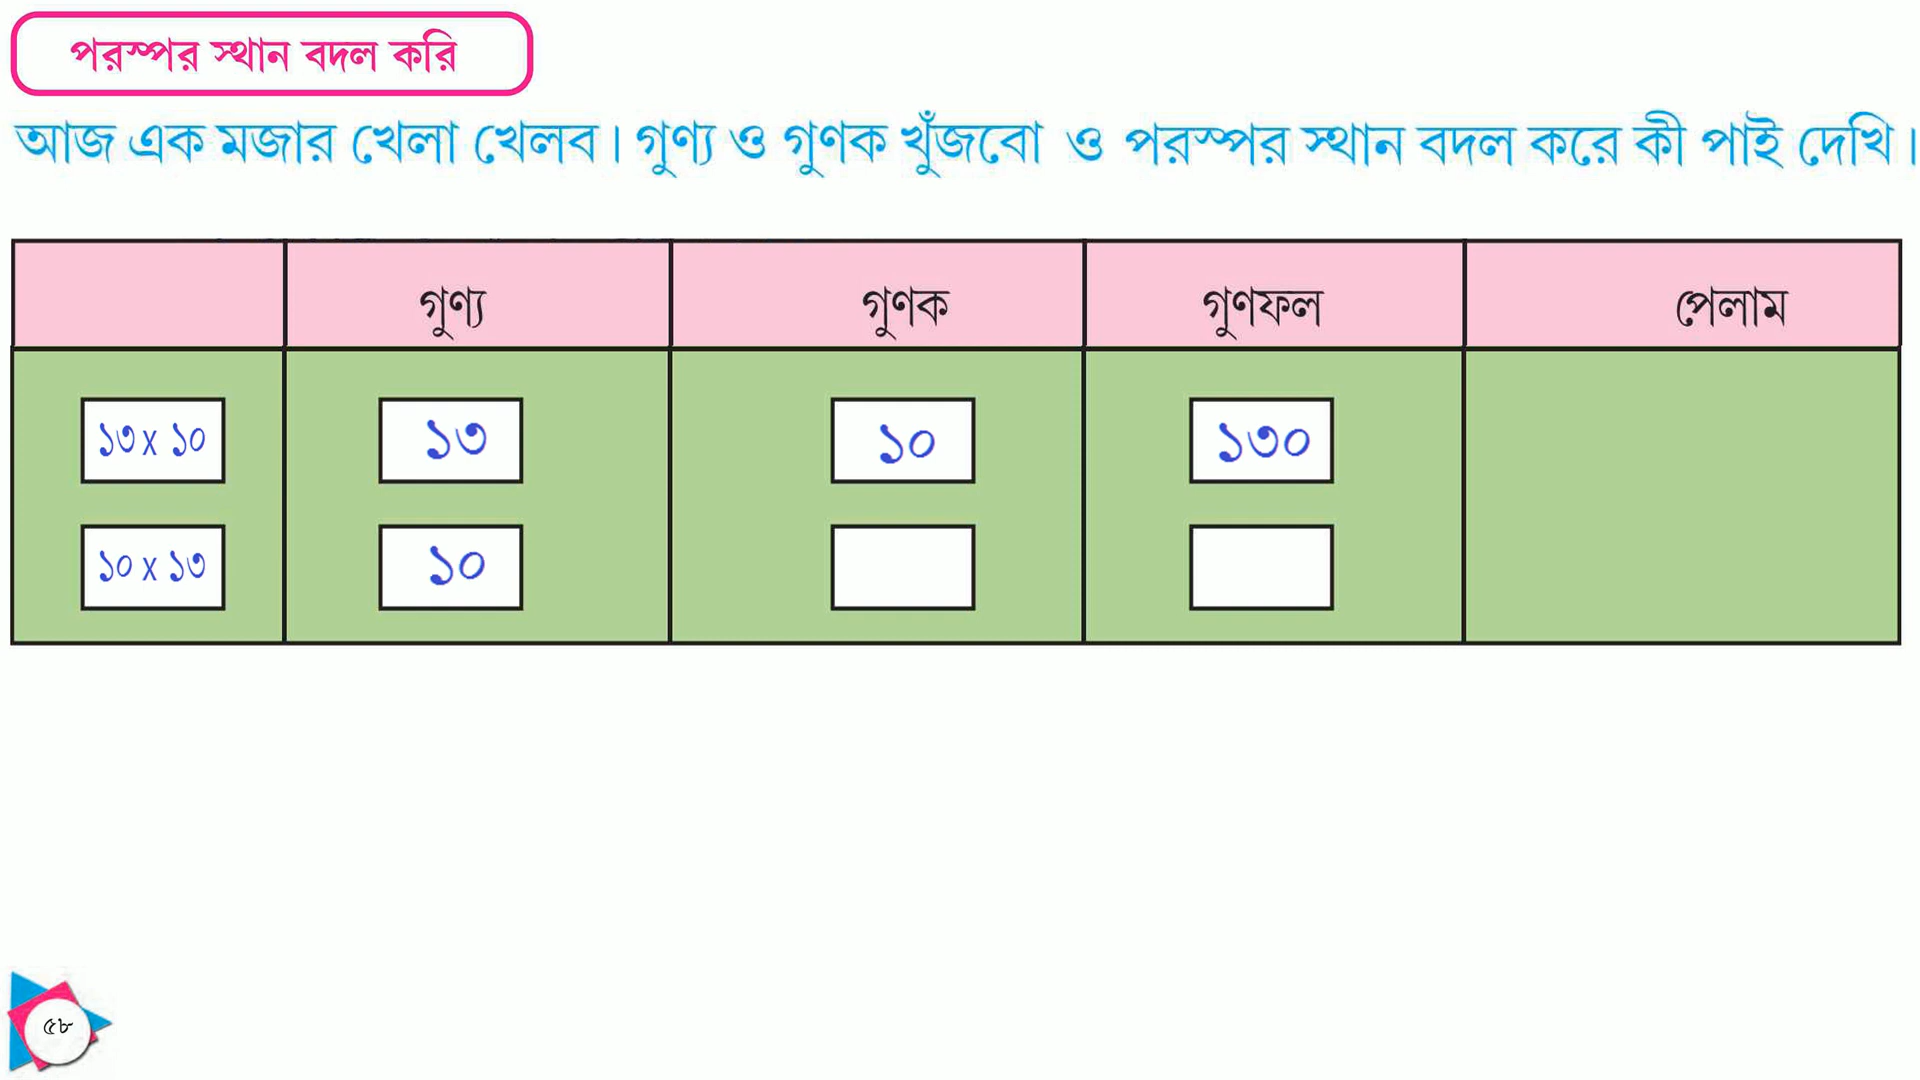 পরস্পর স্থান বদল করি
আজ এক মজার খেলা খেলব। গুণ্য ও গুণক খুঁজবো ও পরস্পর স্থান বদল করে কী পাই দেখি।
গুণ্য গুণক গুণফল পেলাম
১৩ x ১০ ১৩ ১০ ১৩০
১০ x ১৩ ১০
৫৮